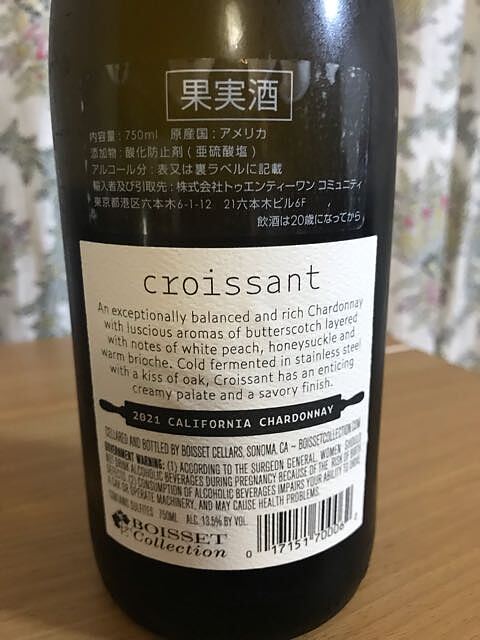 果実酒
内容量：750ml　原産国：アメリカ
添加物：酸化防止剤（亜硫酸塩）
アルコール分：表又は裏ラベルに記載
輸入者及び引取先：株式会社トゥエンティーワン コミュニティ
東京都港区六本木6-1-12　21六本木ビル6F
飲酒は20歳になってから
croissant
An exceptionally balanced and rich Chardonnay
with luscious aromas of butterscotch layered
with notes of white peach, honeysuckle and
warm brioche. Cold fermented in stainless steel
with a kiss of oak, Croissant has an enticing
creamy palate and a savory finish.
2021 CALIFORNIA CHARDONNAY
CELLARED AND BOTTLED BY BOISSET CELLARS, SONOMA, CA ~ BOISSETCOLLECTION.COM
GOVERNMENT WARNING: (1) ACCORDING TO THE SURGEON GENERAL, WOMEN SHOULD
NOT DRINK ALCOHOLIC BEVERAGES DURING PREGNANCY BECAUSE OF THE RISK OF BIRTH
DEFECTS. (2) CONSUMPTION OF ALCOHOLIC BEVERAGES IMPAIRS YOUR ABILITY TO DRIVE
A CAR OR OPERATE MACHINERY, AND MAY CAUSE HEALTH PROBLEMS.
CONTAINS SULFITES 750ML ALC. 13.5% BY VOL.
BOISSET
Collection
0 17151 70006 2